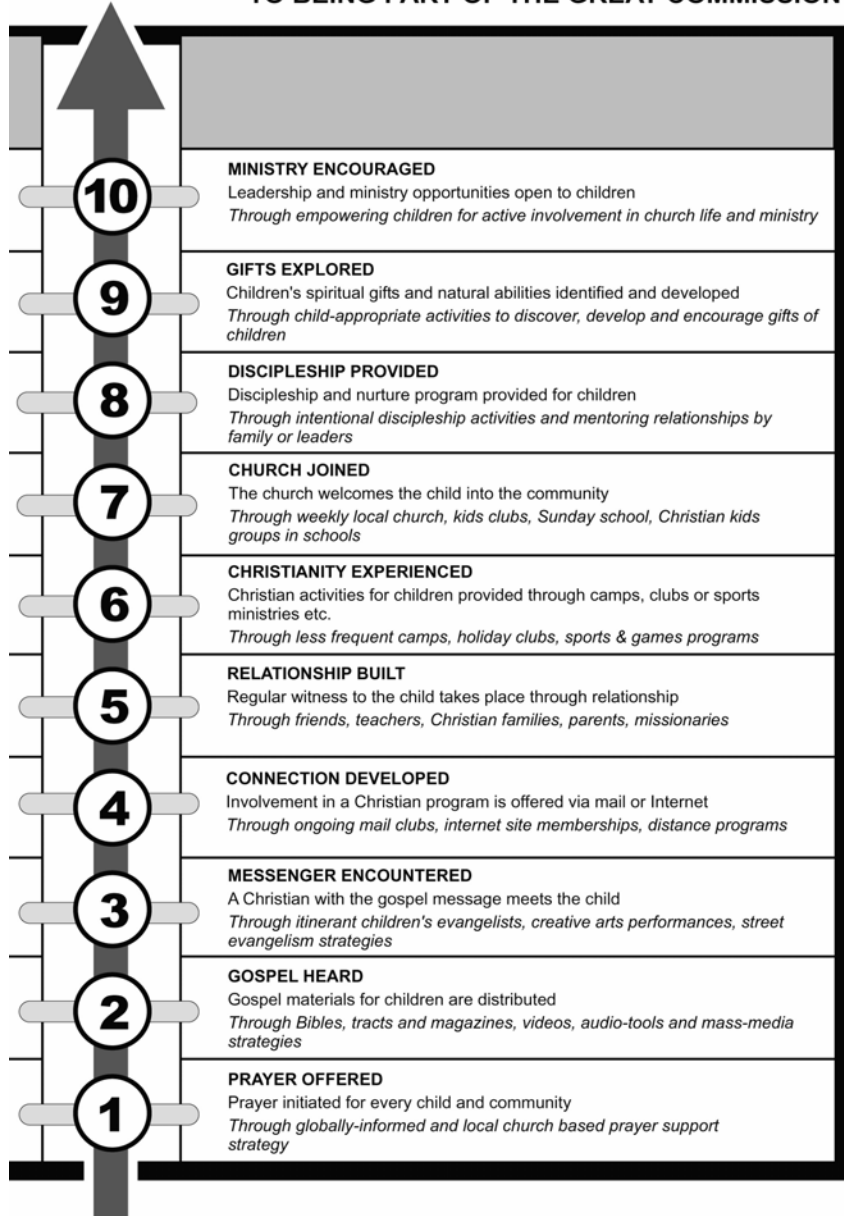 TO BEING PART OF THE GREAT COMMISSION
10
MINISTRY ENCOURAGED
Leadership and ministry opportunities open to children
Through empowering children for active involvement in church life and ministry
9
GIFTS EXPLORED
Children's spiritual gifts and natural abilities identified and developed
Through child-appropriate activities to discover, develop and encourage gifts of
children
8
DISCIPLESHIP PROVIDED
Discipleship and nurture program provided for children
Through intentional discipleship activities and mentoring relationships by
family or leaders
7
CHURCH JOINED
The church welcomes the child into the community
Through weekly local church, kids clubs, Sunday school, Christian kids
groups in schools
6
CHRISTIANITY EXPERIENCED
Christian activities for children provided through camps, clubs or sports
ministries etc.
Through less frequent camps, holiday clubs, sports & games programs
5
RELATIONSHIP BUILT
Regular witness to the child takes place through relationship
Through friends, teachers, Christian families, parents, missionaries
4
CONNECTION DEVELOPED
Involvement in a Christian program is offered via mail or Internet
Through ongoing mail clubs, internet site memberships, distance programs
3
MESSENGER ENCOUNTERED
A Christian with the gospel message meets the child
Through itinerant children's evangelists, creative arts performances, street
evangelism strategies
2
GOSPEL HEARD
Gospel materials for children are distributed
Through Bibles, tracts and magazines, videos, audio-tools and mass-media
strategies
1
PRAYER OFFERED
Prayer initiated for every child and community
Through globally-informed and local church based prayer support
strategy